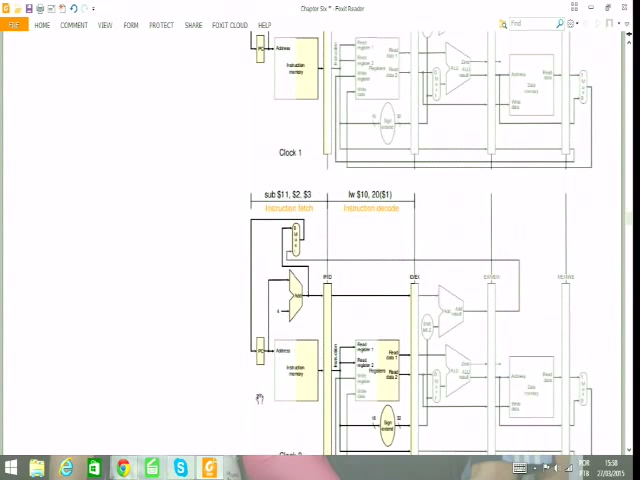 Chapter Six * - Foxit Reader
FILE HOME COMMENT VIEW FORM PROTECT SHARE FOXIT CLOUD HELP
Find
PC
Address
Instruction
memory
Read
register 1
Read
register 2
Registers
Write
register
Write
data
Read
data 1
Read
data 2
Zero
ALU
result
Address
Data
memory
Write
data
Read
data
16
Sign
extend
32
Clock 1
sub $11, $2, $3
lw $10, 20($1)
Instruction fetch
Instruction decode
IF/ID
ID/EX
EX/MEM
MEM/WB
Add
4
Add
Add
result
Shift
left 2
PC
Address
Instruction
memory
Instruction
Read
register 1
Read
register 2
Registers
Write
register
Write
data
Read
data 1
Read
data 2
Zero
ALU
result
Address
Data
memory
Write
data
Read
data
16
Sign
extend
32
POR
PTB
15:38
27/03/2015